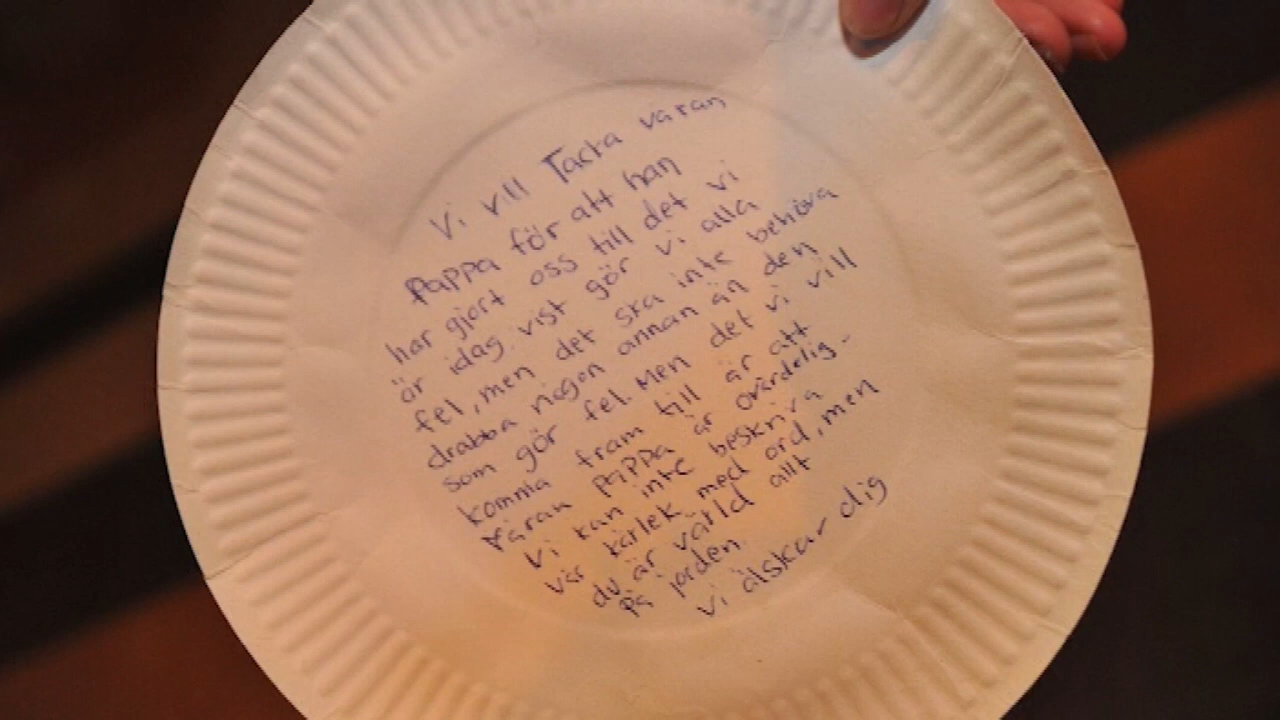 Vi vill Tacka våran
pappa för att han
har gjort oss till det vi
är idag. visst gör vi alla
fel, men det ska inte behöva
drabba någon annan än den
som gör fel. Men det vi vill
komma fram till är att
våran pappa är ovärdelig.
Vi kan inte beskriva
vår kärlek med ord, men
du är värld allt
på jorden.
Vi älskar dig